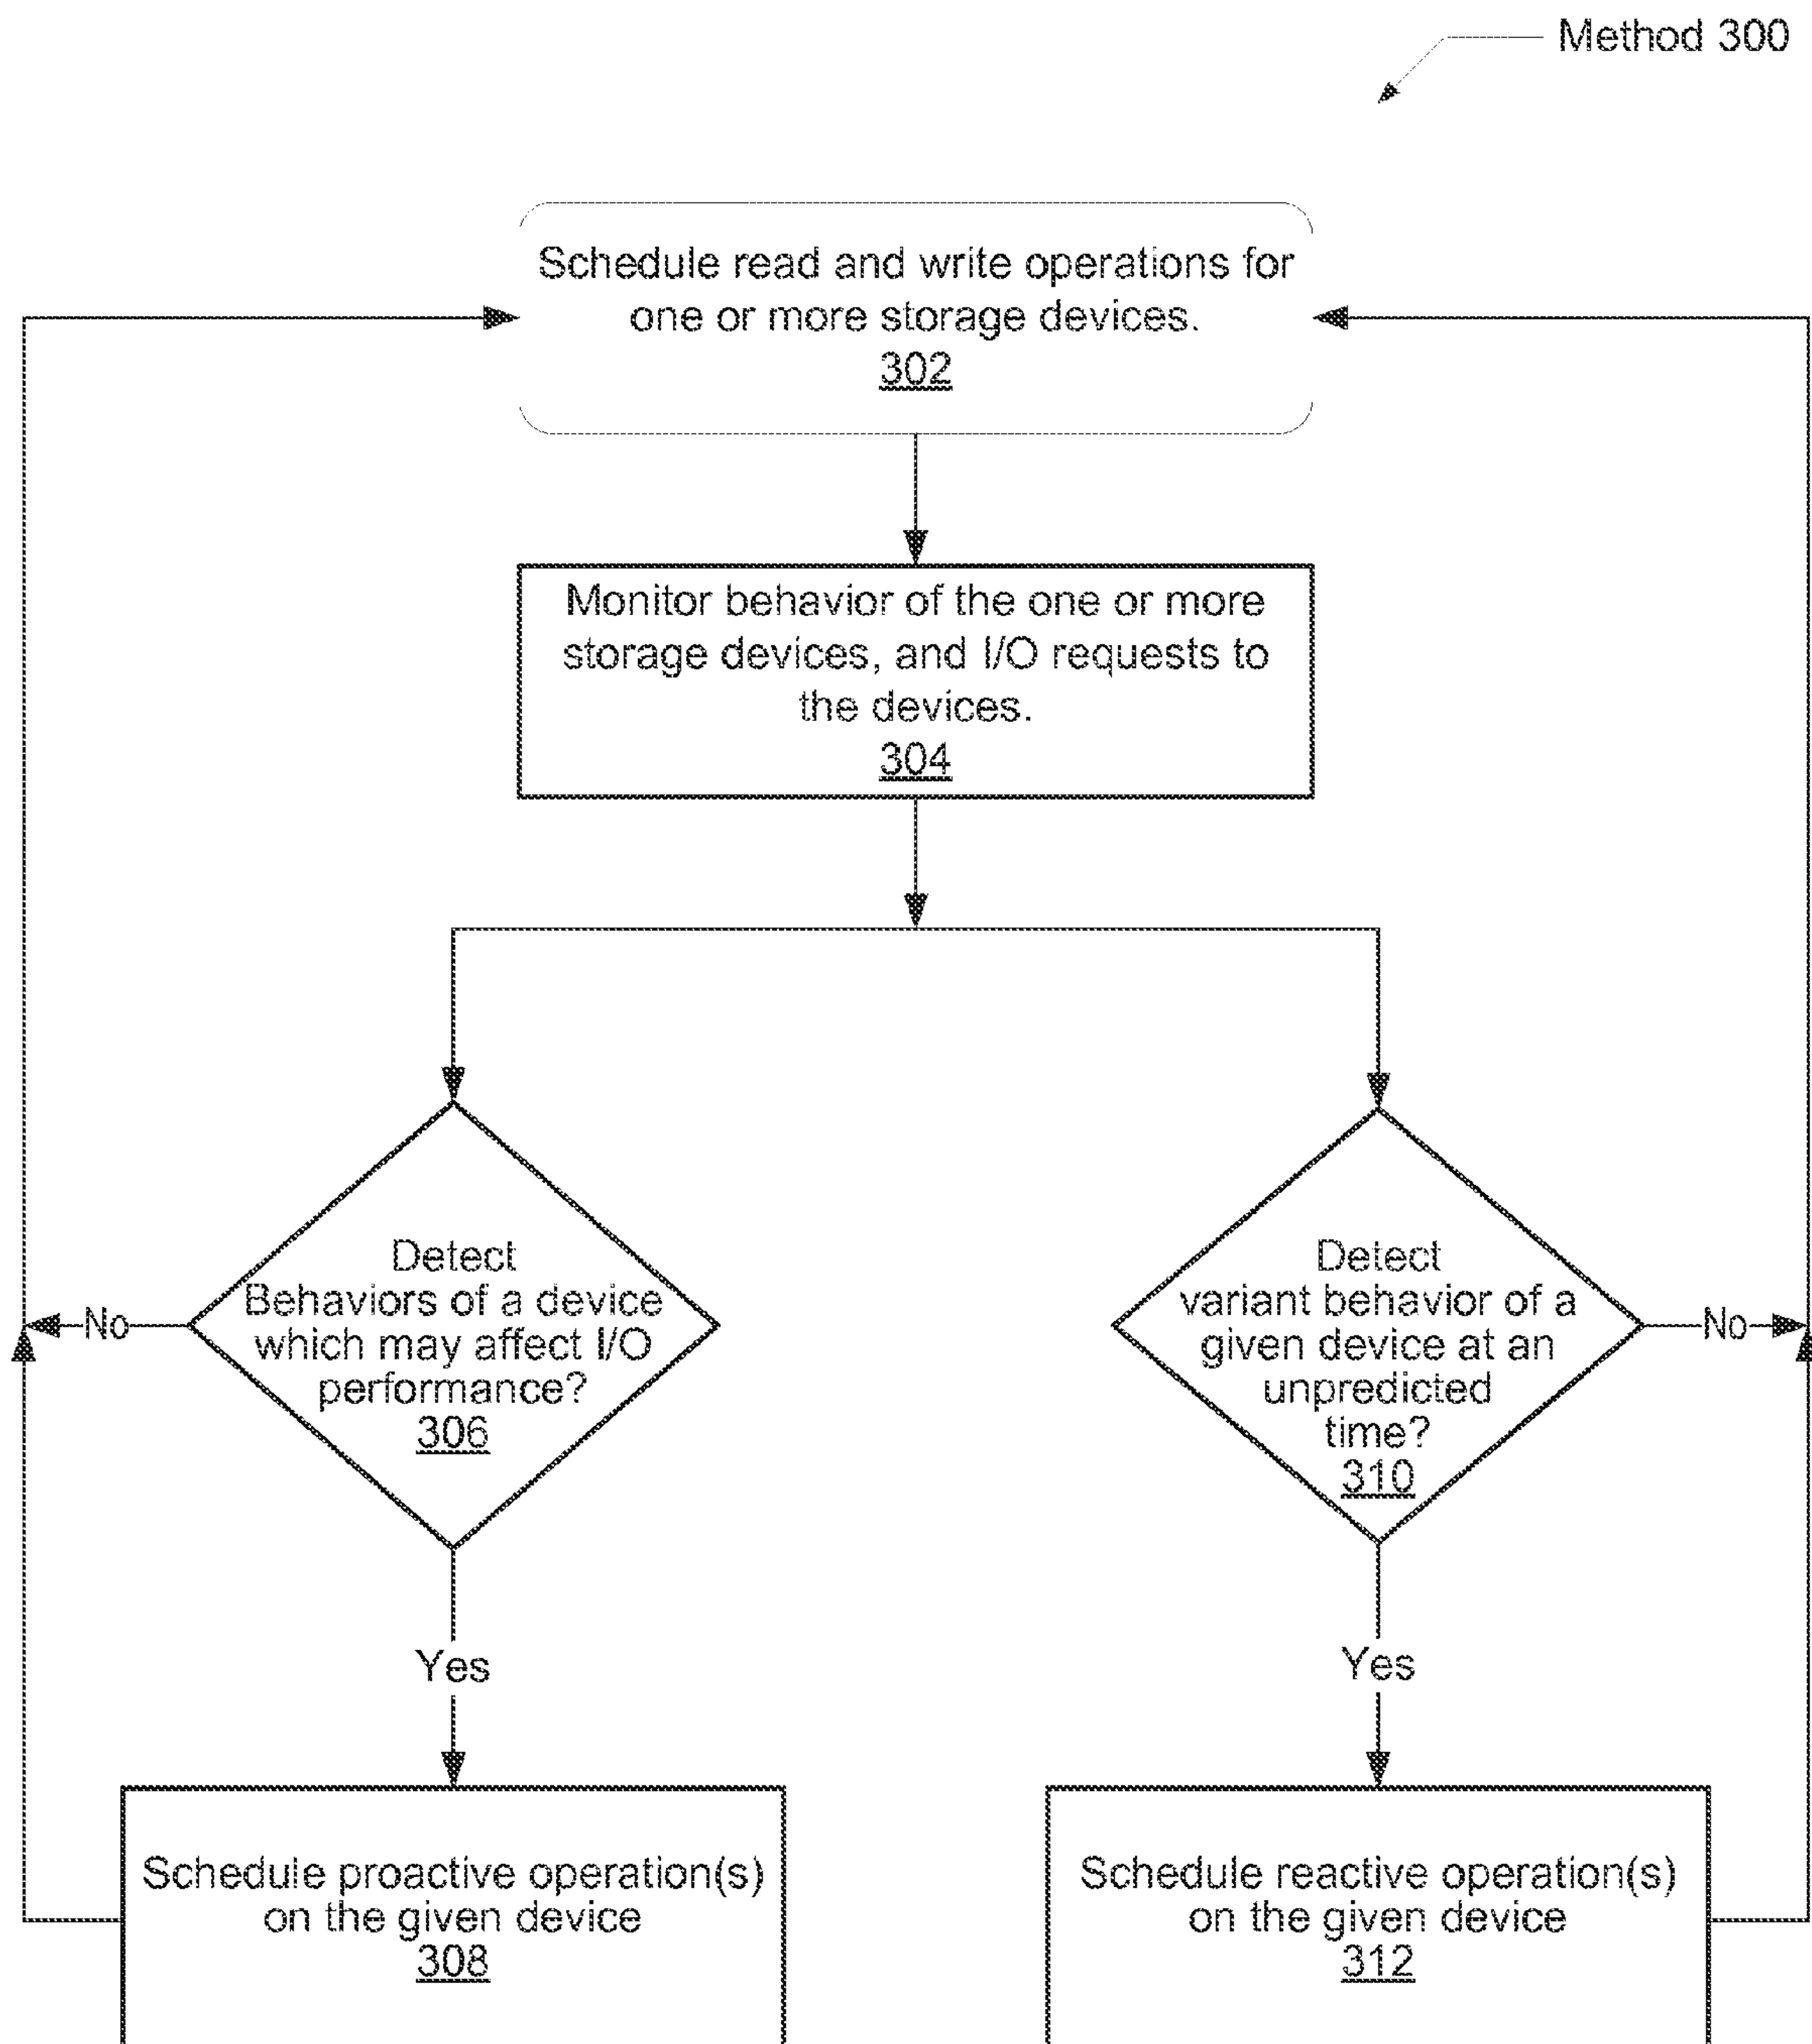 Method 300
Schedule read and write operations for
one or more storage devices.
302
Monitor behavior of the one or more
storage devices, and I/O requests to
the devices.
304
Detect
Behaviors of a device
which may affect I/O
performance?
306
No
Detect
variant behavior of a
given device at an
unpredicted
time?
310
No
Yes
Yes
Schedule proactive operation(s)
on the given device
308
Schedule reactive operation(s)
on the given device
312